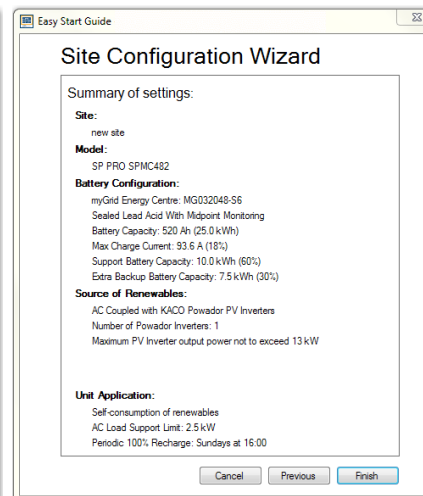 Easy Start Guide
Site Configuration Wizard
Summary of settings:
Site:
new site
Model:
SP PRO SPMC482
Battery Configuration:
myGrid Energy Centre: MG032048-S6
Sealed Lead Acid With Midpoint Monitoring
Battery Capacity: 520 Ah (25.0 kWh)
Max Charge Current: 93.6 A (18%)
Support Battery Capacity: 10.0 kWh (60%)
Extra Backup Battery Capacity: 7.5 kWh (30%)
Source of Renewables:
AC Coupled with KACO Powador PV Inverters
Number of Powador Inverters: 1
Maximum PV Inverter output power not to exceed 13 kW
Unit Application:
Self-consumption of renewables
AC Load Support Limit: 2.5 kW
Periodic 100% Recharge: Sundays at 16:00
Cancel Previous Finish